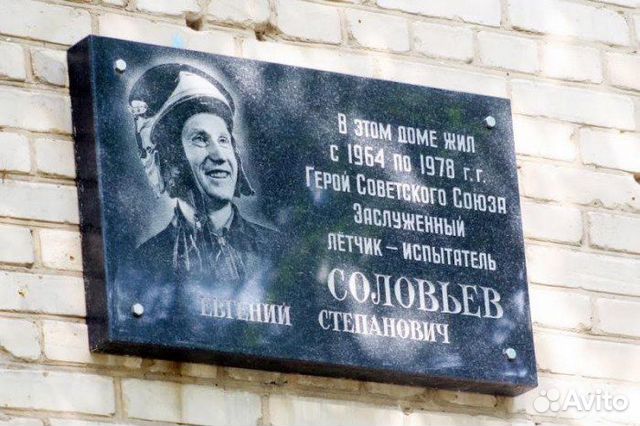 В ЭТОМ ДОМЕ ЖИЛ
С 1964 ПО 1978 Г.Г.
ГЕРОЙ СОВЕТСКОГО СОЮЗА
ЗАСЛУЖЕННЫЙ
ЛЁТЧИК – ИСПЫТАТЕЛЬ
СОЛОВЬЕВ
ЕВГЕНИЙ СТЕПАНОВИЧ
Avito